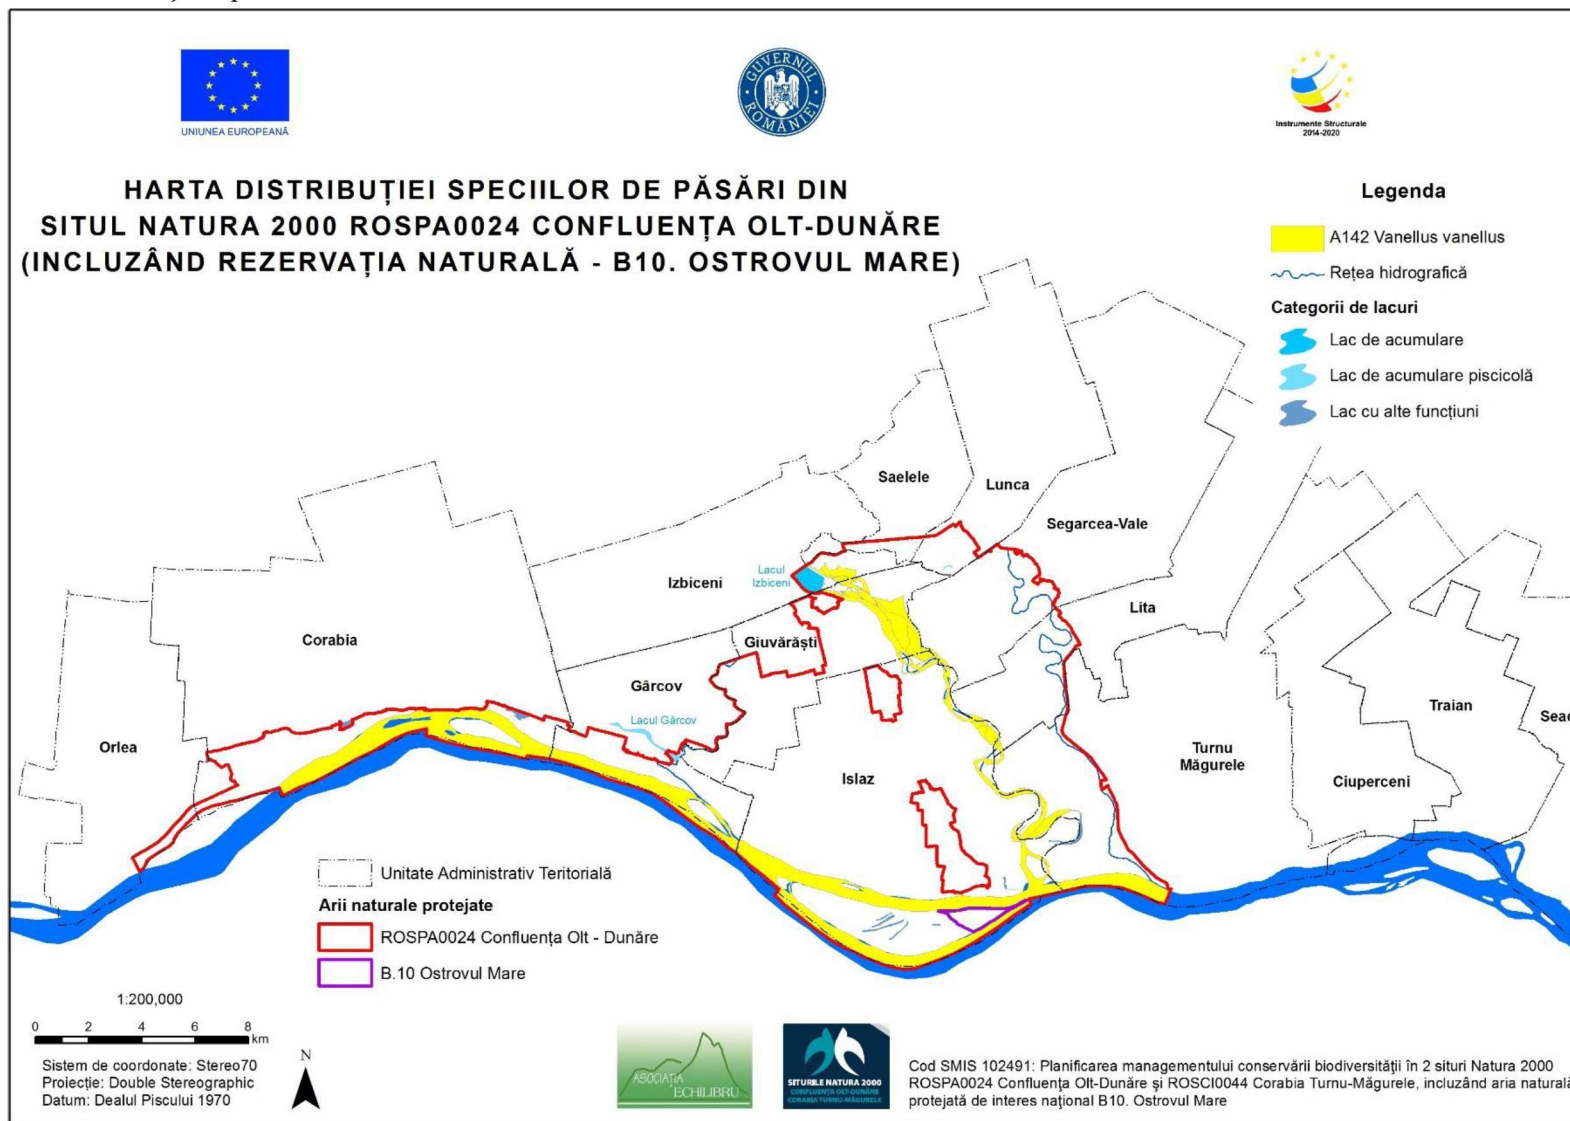 UNIUNEA EUROPEANĂ
GUVERNUL ROMÂNIEI
Instrumente Structurale
2014-2020
HARTA DISTRIBUȚIEI SPECIILOR DE PĂSĂRI DIN
SITUL NATURA 2000 ROSPA0024 CONFLUENȚA OLT-DUNĂRE
(INCLUZÂND REZERVAȚIA NATURALĂ - B10. OSTROVUL MARE)
Legenda
A142 Vanellus vanellus
Rețea hidrografică
Categorii de lacuri
Lac de acumulare
Lac de acumulare piscicolă
Lac cu alte funcțiuni
Saelele
Lunca
Segarcea-Vale
Lacul
Izbiceni
Izbiceni
Lita
Corabia
Giuvărăști
Gârcov
Lacul Gârcov
Orlea
Islaz
Turnu
Măgurele
Traian
Ciuperceni
Unitate Administrativ Teritorială
Arii naturale protejate
ROSPA0024 Confluența Olt - Dunăre
B.10 Ostrovul Mare
1:200,000
0 2 4 6 8
km
N
Sistem de coordonate: Stereo70
Proiecție: Double Stereographic
Datum: Dealul Piscului 1970
ASOCIAȚIA
ECHILIBRU
SITURILE NATURA 2000
CONFLUENȚA OLT-DUNĂRE
CORABIA TURNU-MĂGURELE
Cod SMIS 102491: Planificarea managementului conservării biodiversității în 2 situri Natura 2000
ROSPA0024 Confluența Olt-Dunăre și ROSCI0044 Corabia Turnu-Măgurele, incluzând aria naturală
protejată de interes național B10. Ostrovul Mare